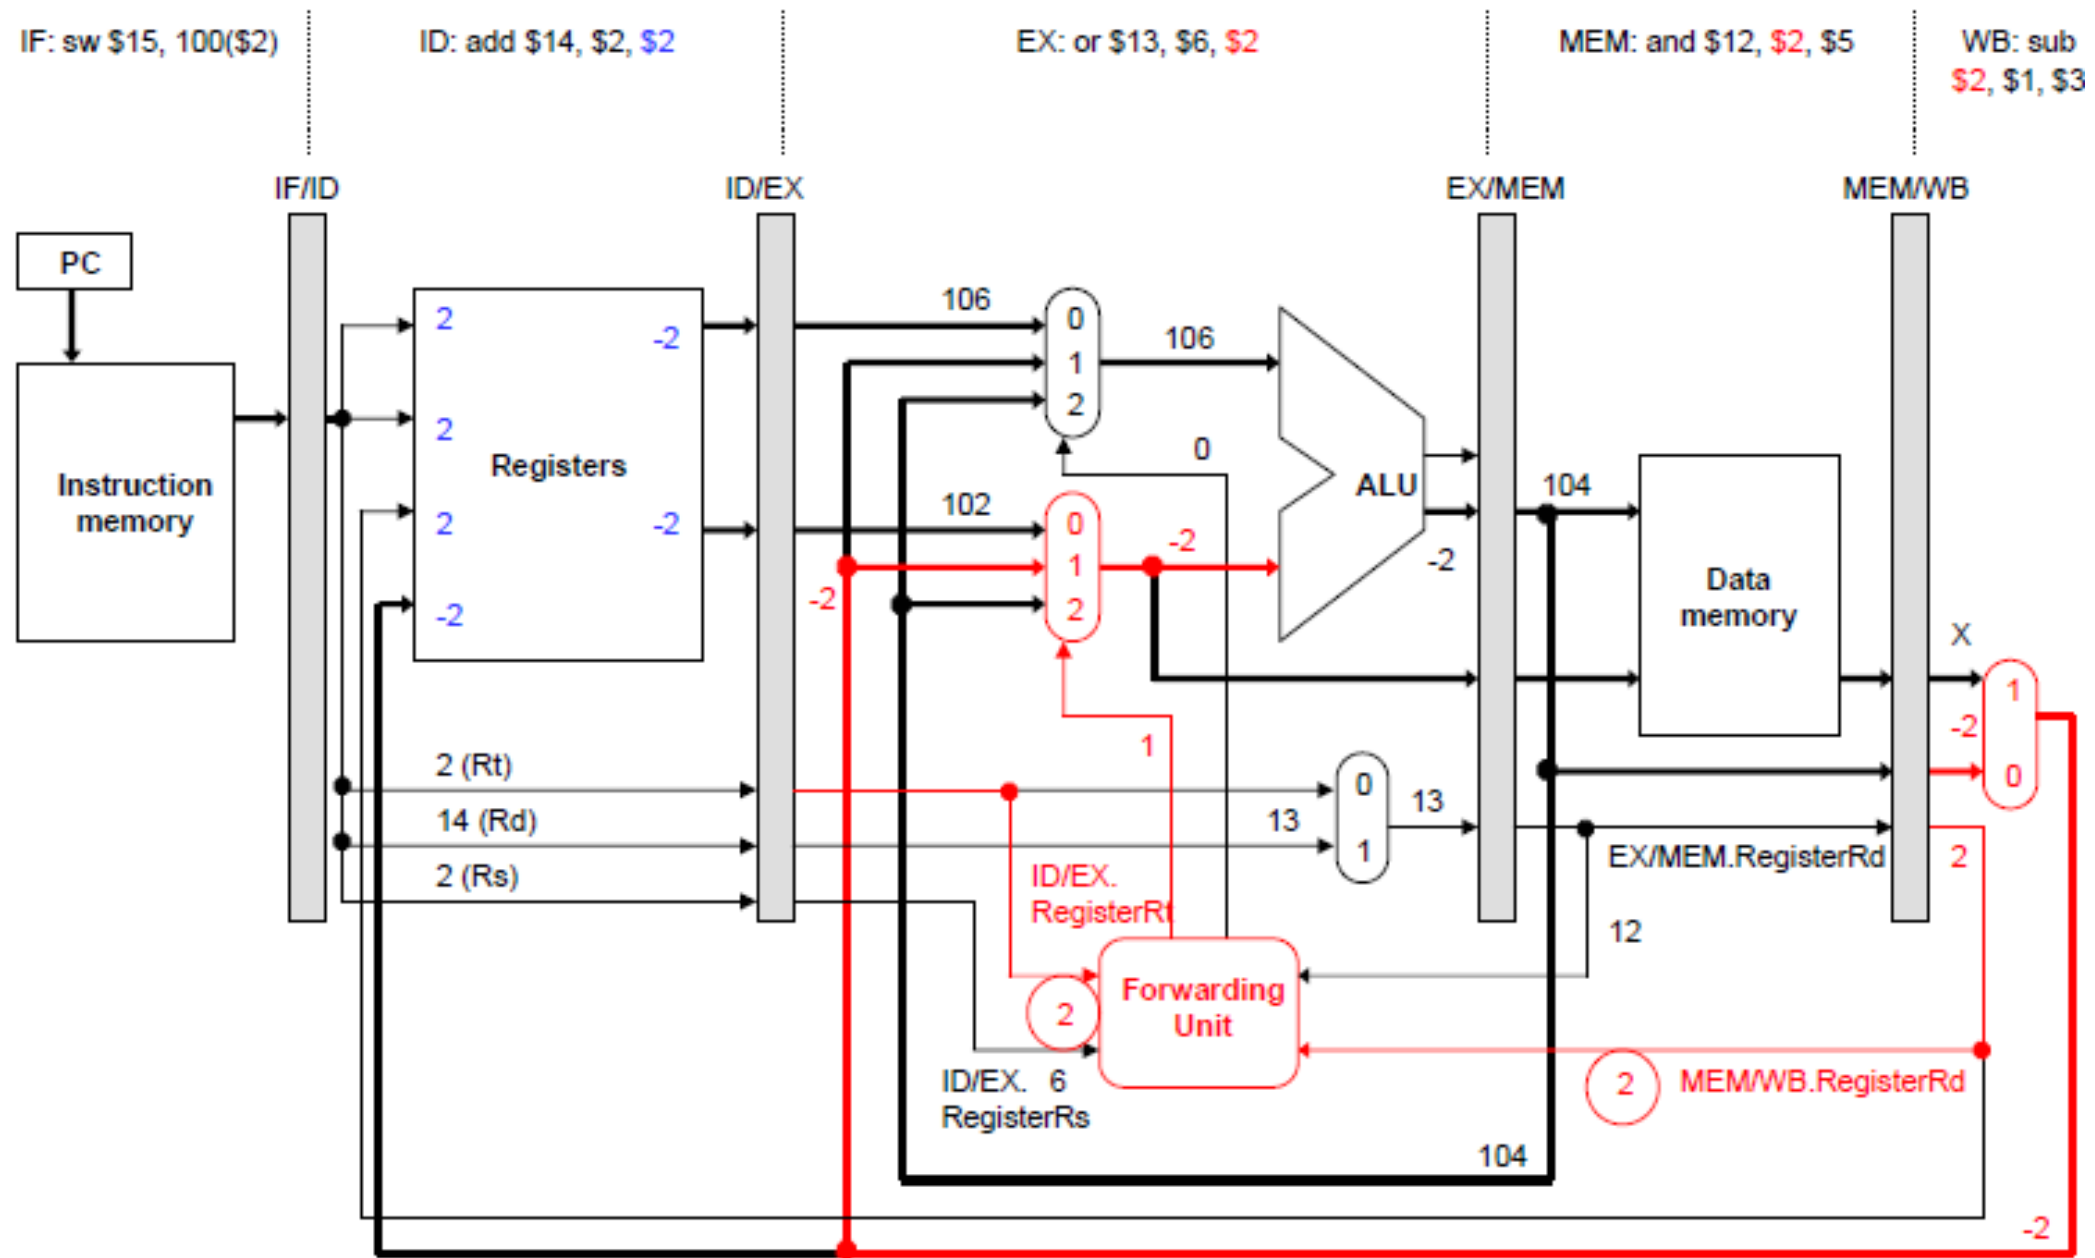 IF: sw $15, 100($2)
ID: add $14, $2, $2
EX: or $13, $6, $2
MEM: and $12, $2, $5
WB: sub
$2, $1, $3
IF/ID
ID/EX
EX/MEM
MEM/WB
PC
Instruction
memory
2
2
2
-2
Registers
-2
-2
106
0
1
2
106
0
102
0
1
2
-2
-2
1
ALU
-2
104
Data
memory
X
-2
1
0
2 (Rt)
14 (Rd)
2 (Rs)
0
1
13
13
ID/EX.
RegisterRt
EX/MEM.RegisterRd
2
12
Forwarding
Unit
2
ID/EX. 6
RegisterRs
2
MEM/WB.RegisterRd
104
-2